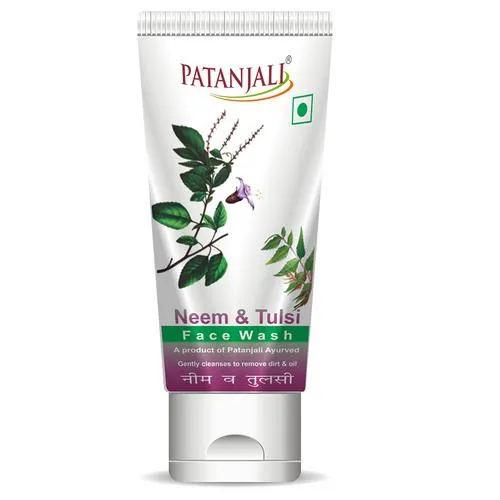 PATANJALI®
Neem & Tulsi
Face Wash
A product of Patanjali Ayurved
Gently cleanses to remove dirt & oil
नीम व तुलसी